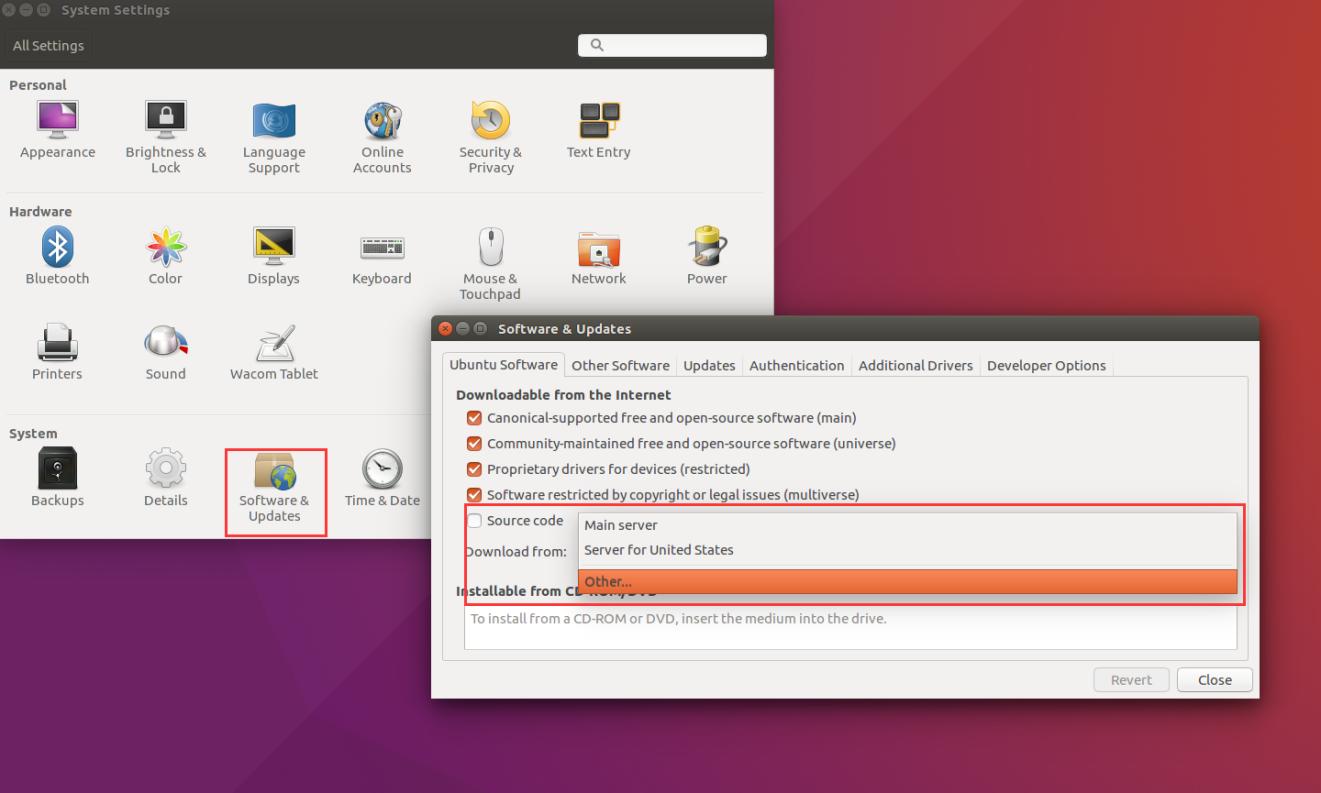 System Settings
All Settings
Personal
Appearance
Brightness &
Lock
Language
Support
Online
Accounts
Security &
Privacy
Text Entry
Hardware
Bluetooth
Color
Displays
Keyboard
Mouse &
Touchpad
Network
Power
Printers
Sound
Wacom Tablet
System
Backups
Details
Software &
Updates
Time & Date
Software & Updates
Ubuntu Software
Other Software
Updates
Authentication
Additional Drivers
Developer Options
Downloadable from the Internet
Canonical-supported free and open-source software (main)
Community-maintained free and open-source software (universe)
Proprietary drivers for devices (restricted)
Software restricted by copyright or legal issues (multiverse)
Source code
Main server
Download from:
Server for United States
Other...
Installable from CD-ROM/DVD
To install from a CD-ROM or DVD, insert the medium into the drive.
Revert
Close